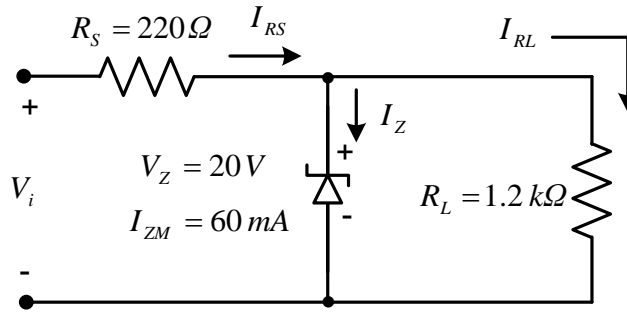 R_S = 220 Ω
I_RS
I_RL
+
I_Z
+
V_Z = 20 V
V_i
R_L = 1.2 kΩ
I_ZM = 60 mA
-
-